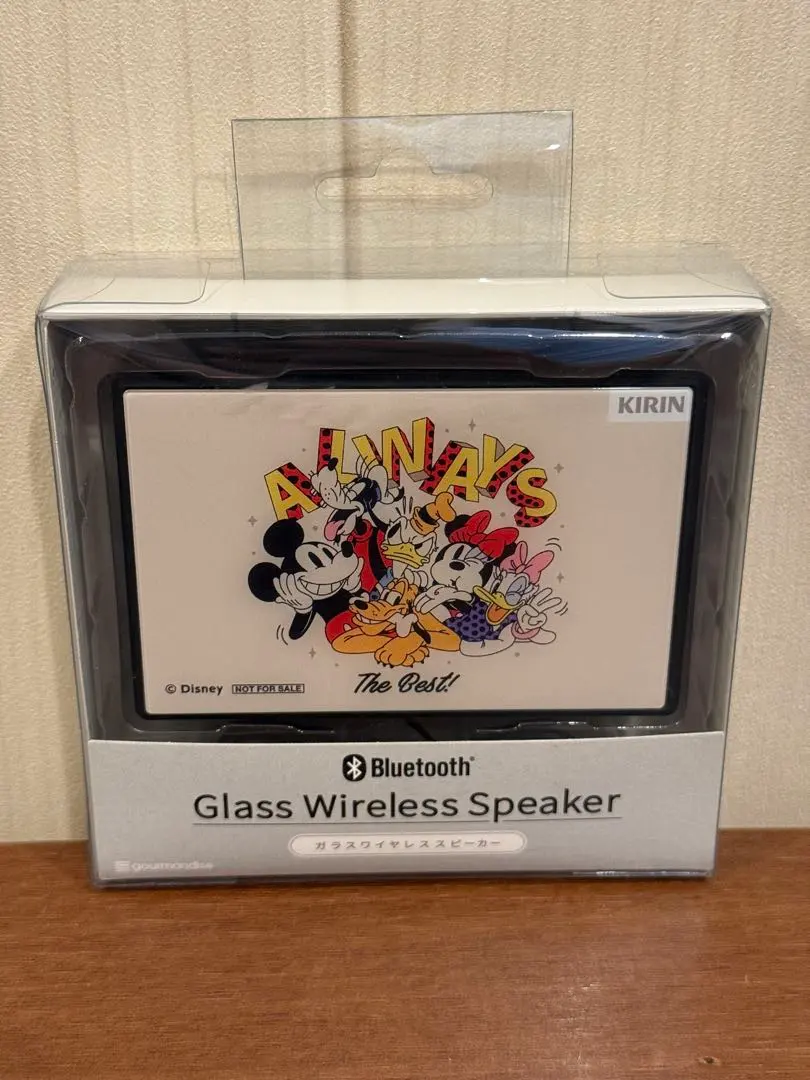 KIRIN
ALWAYS
The Best!
© Disney NOT FOR SALE
Bluetooth®
Glass Wireless Speaker
ガラスワイヤレススピーカー
gourmandise